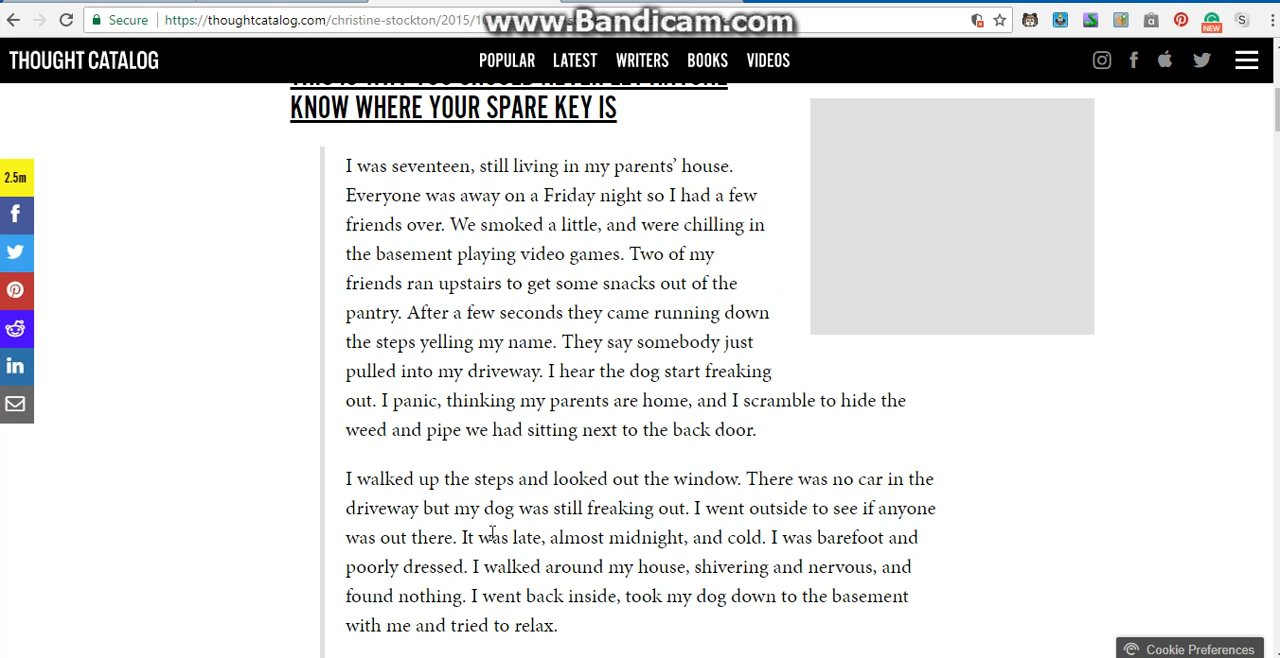 www.Bandicam.com
Secure
https://thoughtcatalog.com/christine-stockton/2015/1
NEW
THOUGHT CATALOG
POPULAR LATEST WRITERS BOOKS VIDEOS
KNOW WHERE YOUR SPARE KEY IS
2.5m
I was seventeen, still living in my parents’ house.
Everyone was away on a Friday night so I had a few
friends over. We smoked a little, and were chilling in
the basement playing video games. Two of my
friends ran upstairs to get some snacks out of the
pantry. After a few seconds they came running down
the steps yelling my name. They say somebody just
pulled into my driveway. I hear the dog start freaking
out. I panic, thinking my parents are home, and I scramble to hide the
weed and pipe we had sitting next to the back door.
I walked up the steps and looked out the window. There was no car in the
driveway but my dog was still freaking out. I went outside to see if anyone
was out there. It was late, almost midnight, and cold. I was barefoot and
poorly dressed. I walked around my house, shivering and nervous, and
found nothing. I went back inside, took my dog down to the basement
with me and tried to relax.
Cookie Preferences